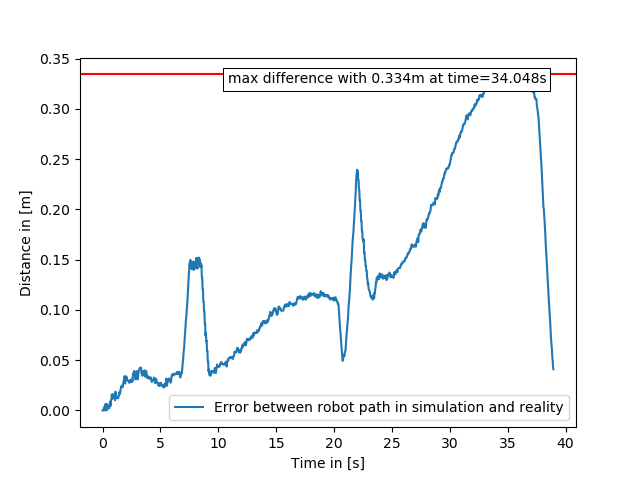 0.35
max difference with 0.334m at time=34.048s
0.30
0.25
0.20
0.15
0.10
0.05
0.00
Distance in [m]
Error between robot path in simulation and reality
0 5 10 15 20 25 30 35 40
Time in [s]